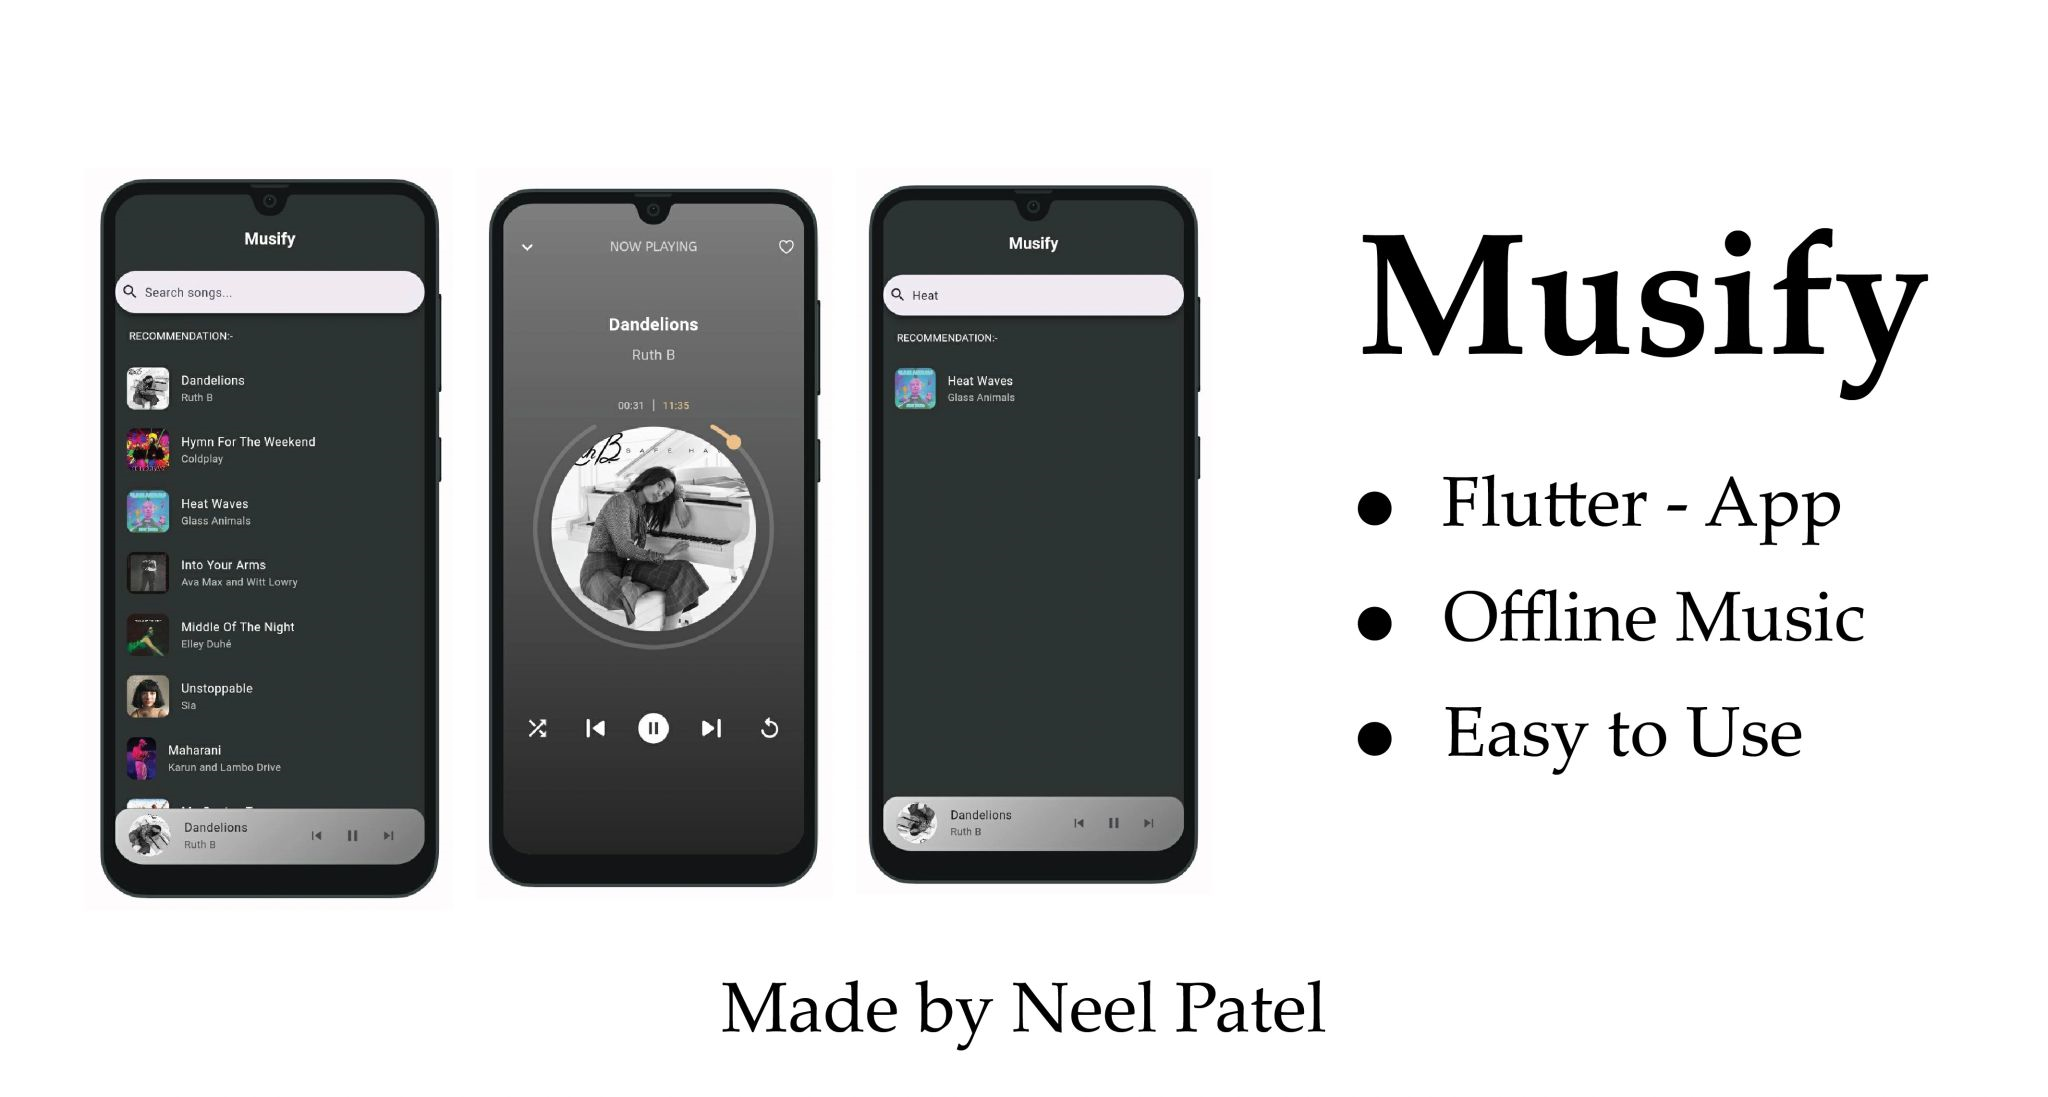 Musify
Search songs...
RECOMMENDATION:-
Dandelions
Ruth B
Hymn For The Weekend
Coldplay
Heat Waves
Glass Animals
Into Your Arms
Ava Max and Witt Lowry
Middle Of The Night
Elley Duhé
Unstoppable
Sia
Maharani
Karun and Lambo Drive
Dandelions
Ruth B
NOW PLAYING
Dandelions
Ruth B
00:31 | 11:35
SAFE HA
Musify
Heat
RECOMMENDATION:-
Heat Waves
Glass Animals
Dandelions
Ruth B
Musify
● Flutter - App
● Offline Music
● Easy to Use
Made by Neel Patel